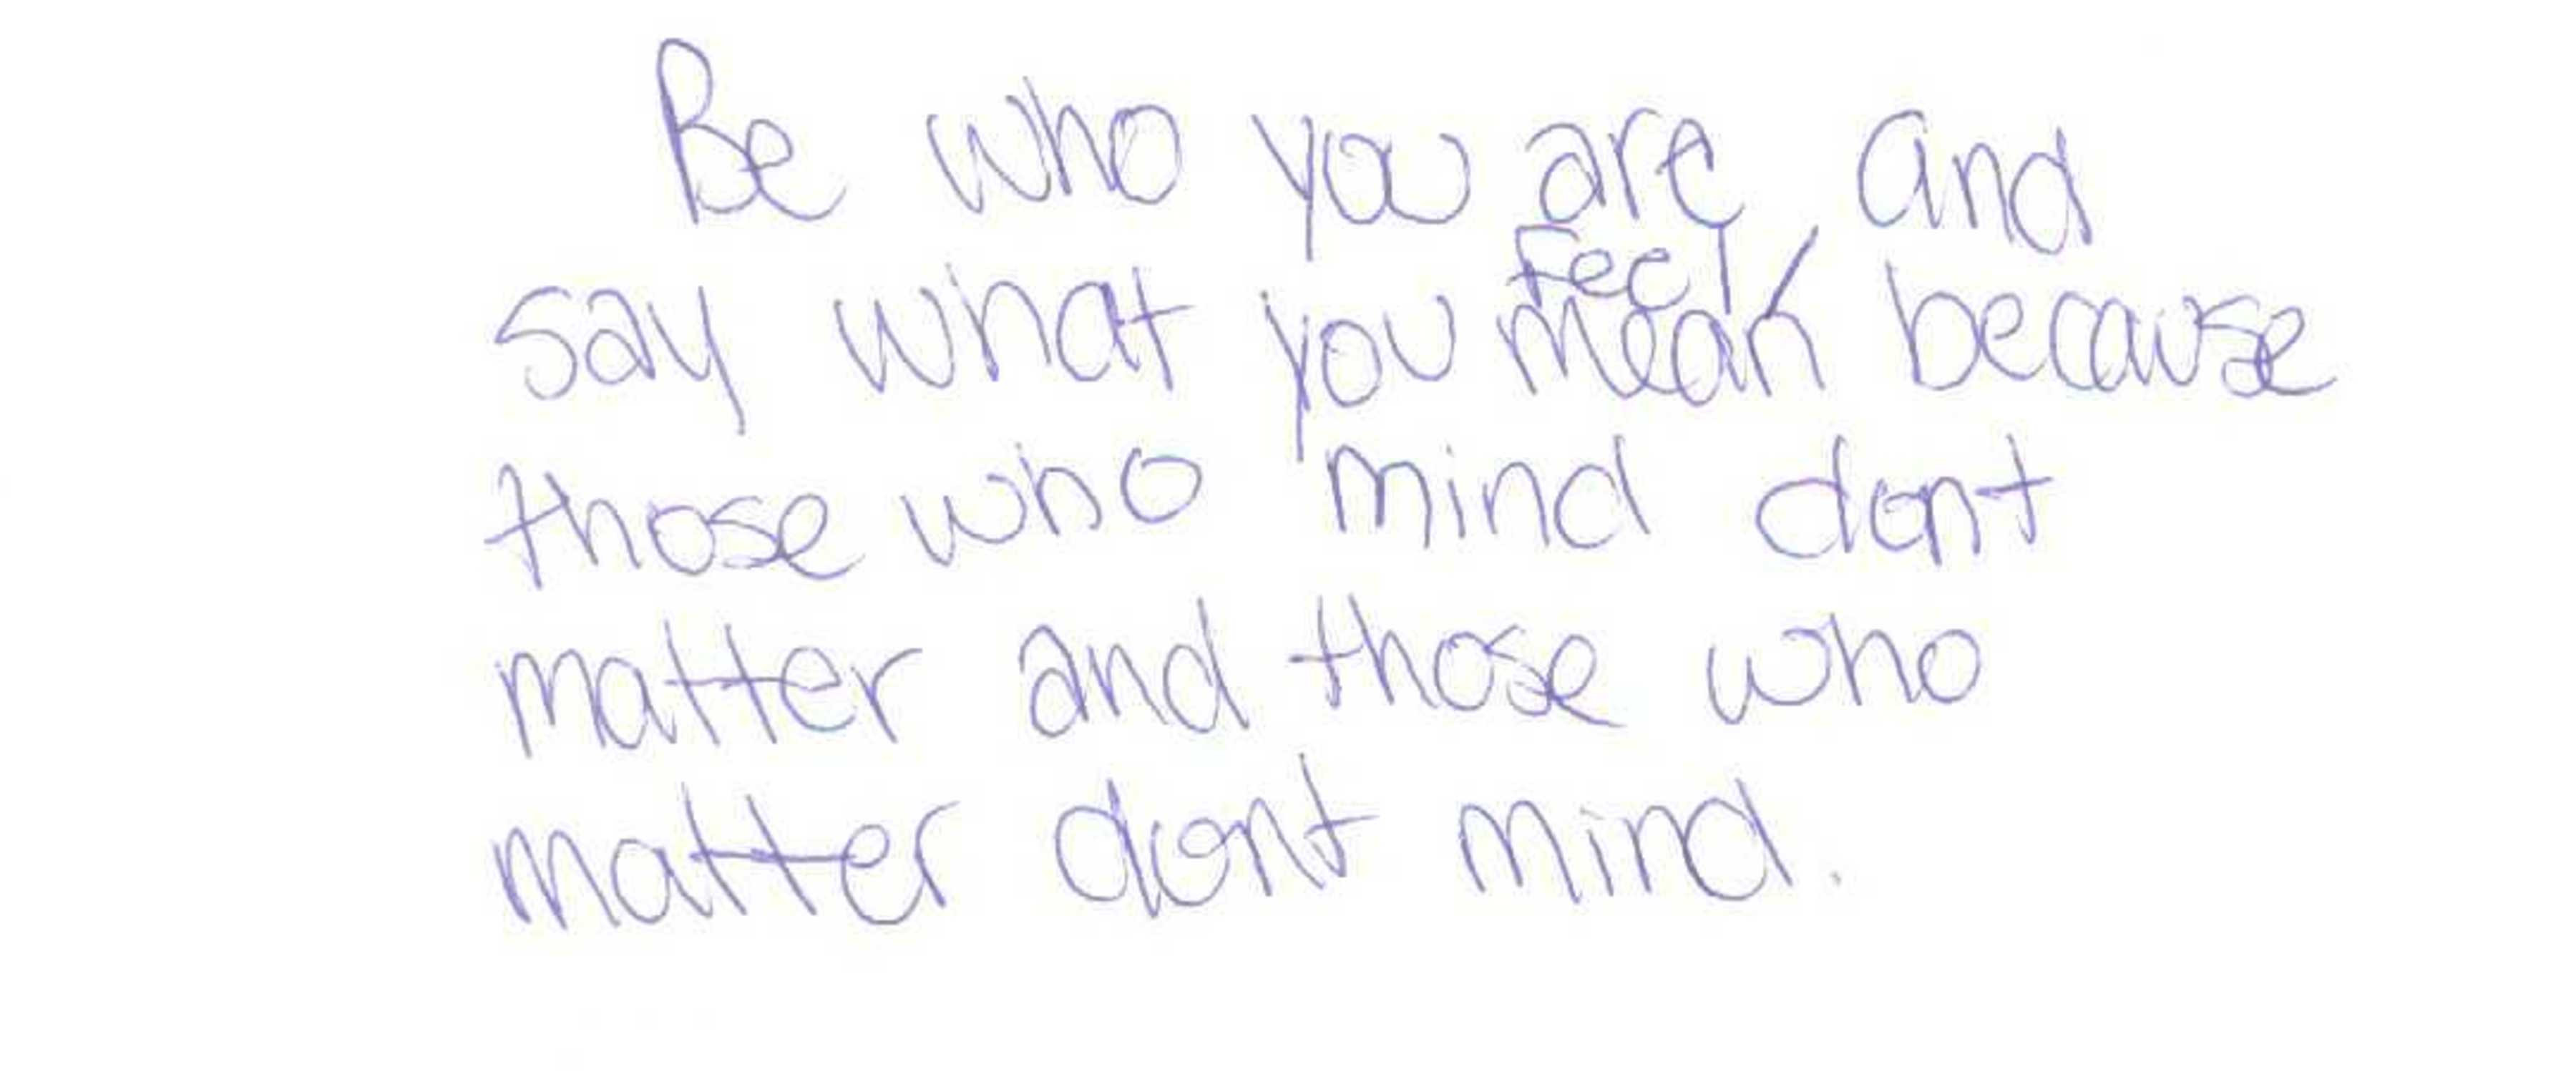 Be who you are and
Feel/
say what you mean because
those who mind dont
matter and those who
matter dont mind.